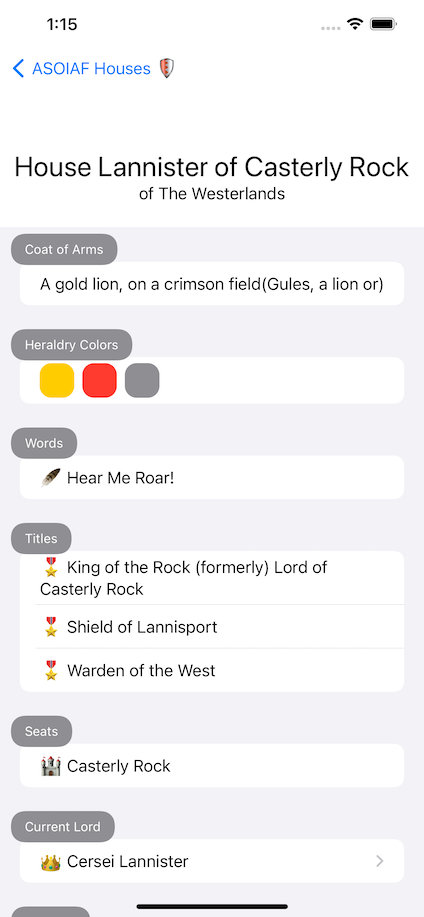 1:15
ASOIAF Houses
House Lannister of Casterly Rock
of The Westerlands
Coat of Arms
A gold lion, on a crimson field(Gules, a lion or)
Heraldry Colors
Words
Hear Me Roar!
Titles
King of the Rock (formerly) Lord of
Casterly Rock
Shield of Lannisport
Warden of the West
Seats
Casterly Rock
Current Lord
Cersei Lannister